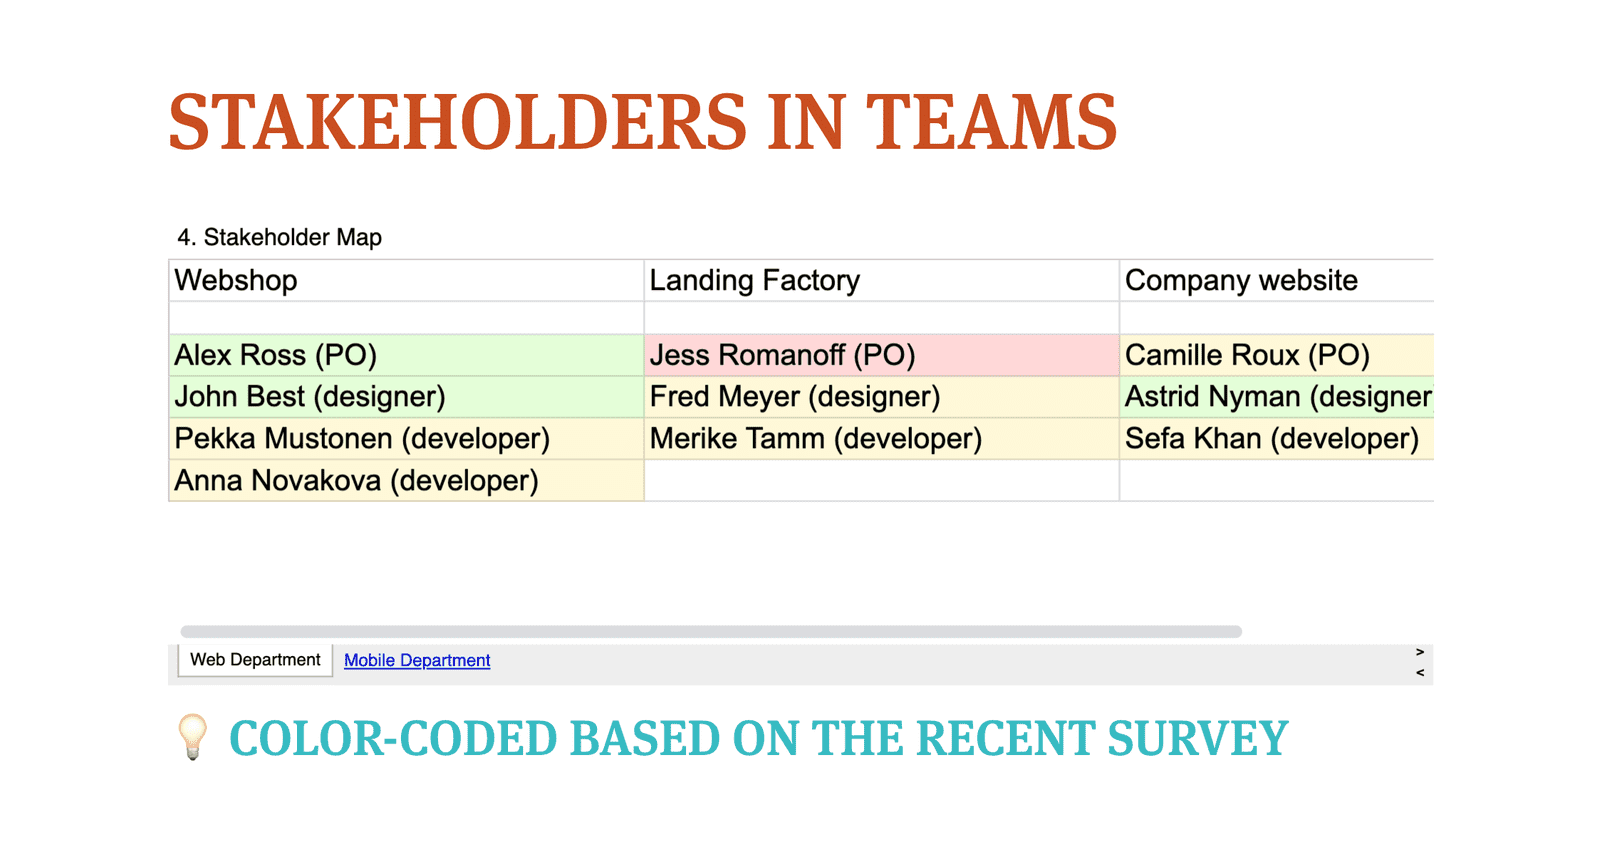 STAKEHOLDERS IN TEAMS
4. Stakeholder Map
Webshop Landing Factory Company website
Alex Ross (PO) Jess Romanoff (PO) Camille Roux (PO)
John Best (designer) Fred Meyer (designer) Astrid Nyman (designer
Pekka Mustonen (developer) Merike Tamm (developer) Sefa Khan (developer)
Anna Novakova (developer)
Web Department Mobile Department >
<
COLOR-CODED BASED ON THE RECENT SURVEY